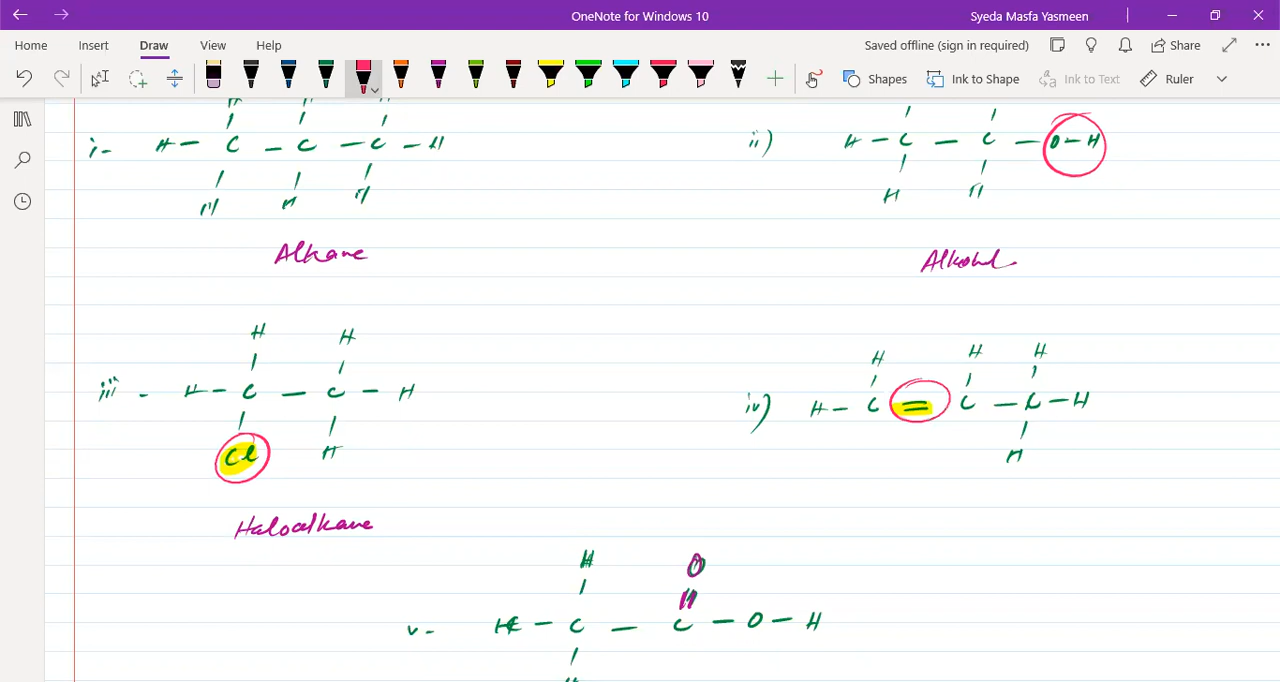 OneNote for Windows 10
Syeda Masfa Yasmeen
Home Insert Draw View Help
Saved offline (sign in required) Share
Shapes Ink to Shape Ink to Text Ruler
H H H
i- H - C - C - C - H
H H H
Alkane
ii) H - C - C - O - H
H H
Alkohol
H H
iii - H - C - C - H
Cl H
Haloalkane
H H H
iv) H - C = C - C - H
H
H O
v - H - C - C - O - H
H